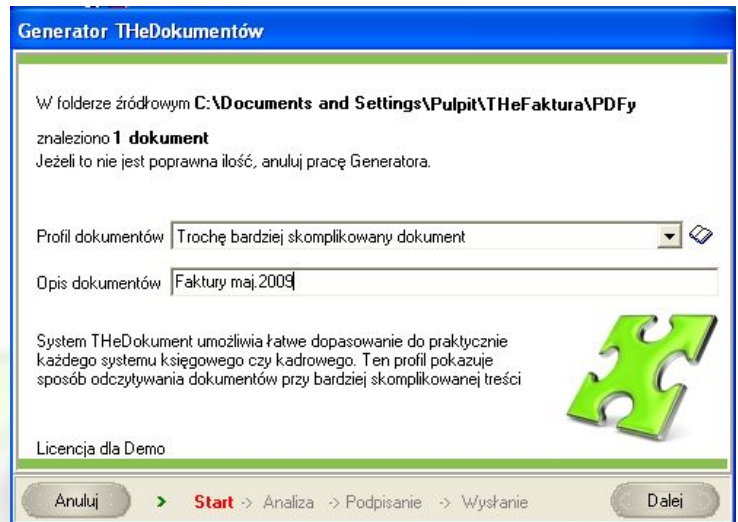 Generator THeDokumentów
W folderze źródłowym C:\Documents and Settings\Pulpit\THeFaktura\PDFy
znaleziono 1 dokument
Jeżeli to nie jest poprawna ilość, anuluj pracę Generatora.
Profil dokumentów Trochę bardziej skomplikowany dokument
Opis dokumentów Faktury maj.2009
System THeDokument umożliwia łatwe dopasowanie do praktycznie
każdego systemu księgowego czy kadrowego. Ten profil pokazuje
sposób odczytywania dokumentów przy bardziej skomplikowanej treści
Licencja dla Demo
Anuluj > Start -> Analiza -> Podpisanie -> Wysłanie Dalej